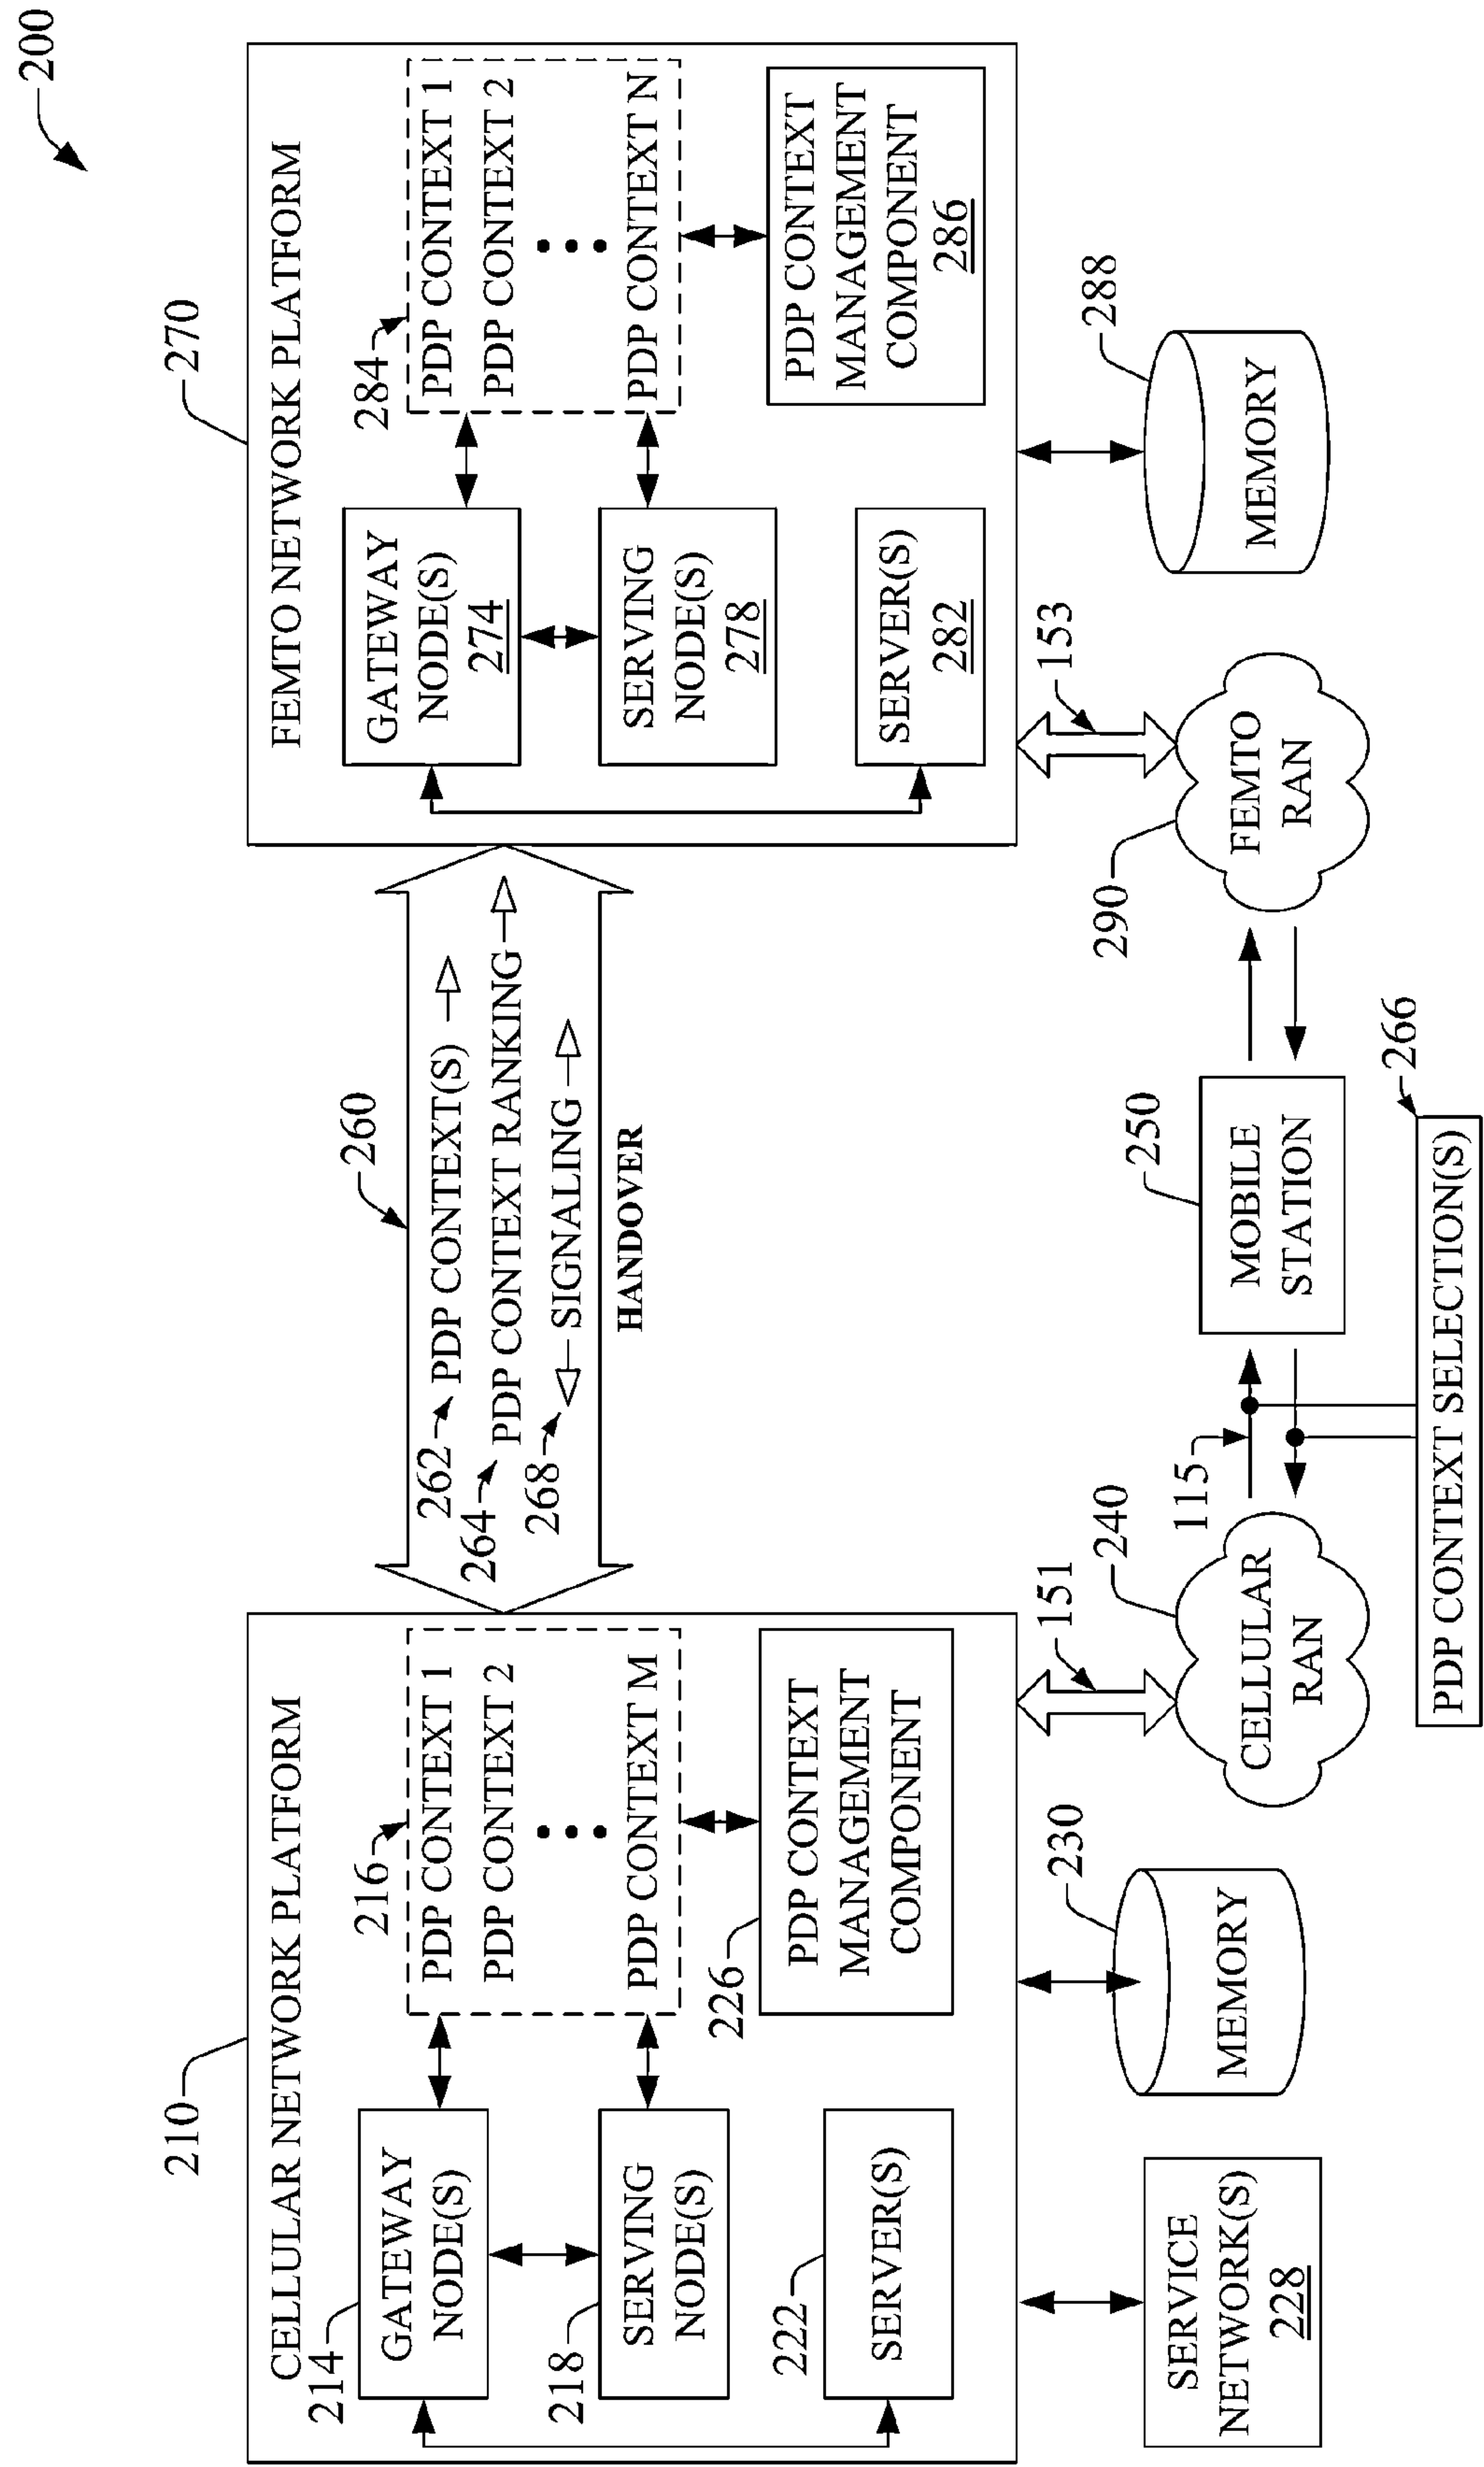 200
210
CELLULAR NETWORK PLATFORM
214
GATEWAY
NODE(S)
218
SERVING
NODE(S)
222
SERVER(S)
216
PDP CONTEXT 1
PDP CONTEXT 2
PDP CONTEXT M
226
PDP CONTEXT
MANAGEMENT
COMPONENT
260
262
PDP CONTEXT(S)
264
PDP CONTEXT RANKING
268
SIGNALING
HANDOVER
270
FEMTO NETWORK PLATFORM
GATEWAY
NODE(S)
274
SERVING
NODE(S)
278
SERVER(S)
282
284
PDP CONTEXT 1
PDP CONTEXT 2
PDP CONTEXT N
PDP CONTEXT
MANAGEMENT
COMPONENT
286
SERVICE
NETWORK(S)
228
230
MEMORY
151
240
CELLULAR
RAN
115
250
MOBILE
STATION
266
PDP CONTEXT SELECTION(S)
290
FEMTO
RAN
153
288
MEMORY